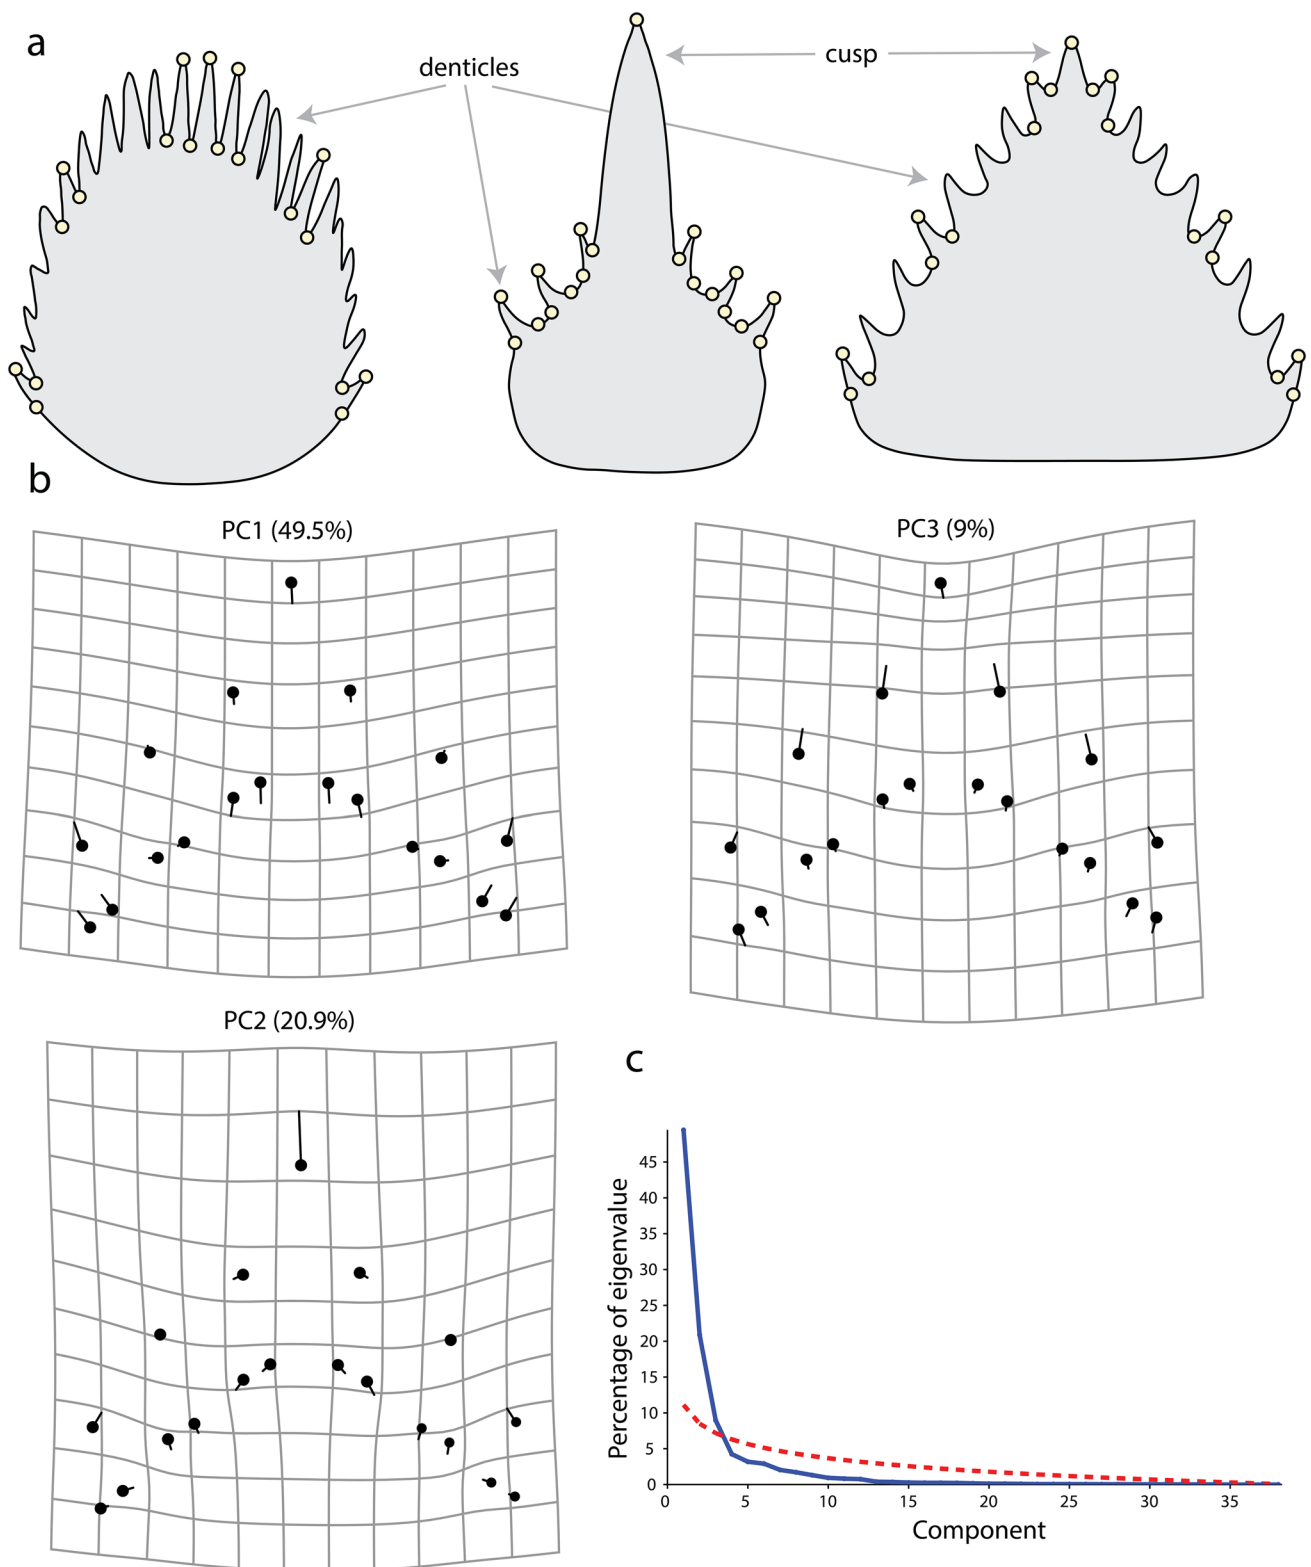 a
denticles
cusp
b
PC1 (49.5%)
PC3 (9%)
PC2 (20.9%)
c
Percentage of eigenvalue
45
40
35
30
25
20
15
10
5
0
0 5 10 15 20 25 30 35
Component